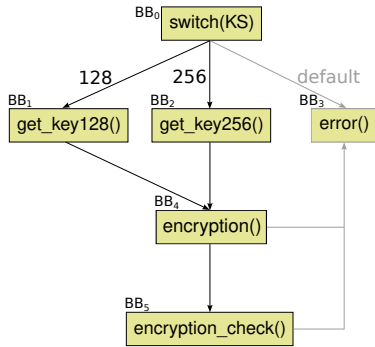 BB₀
switch(KS)
128
256
default
BB₁
BB₂
BB₃
get_key128()
get_key256()
error()
BB₄
encryption()
BB₅
encryption_check()